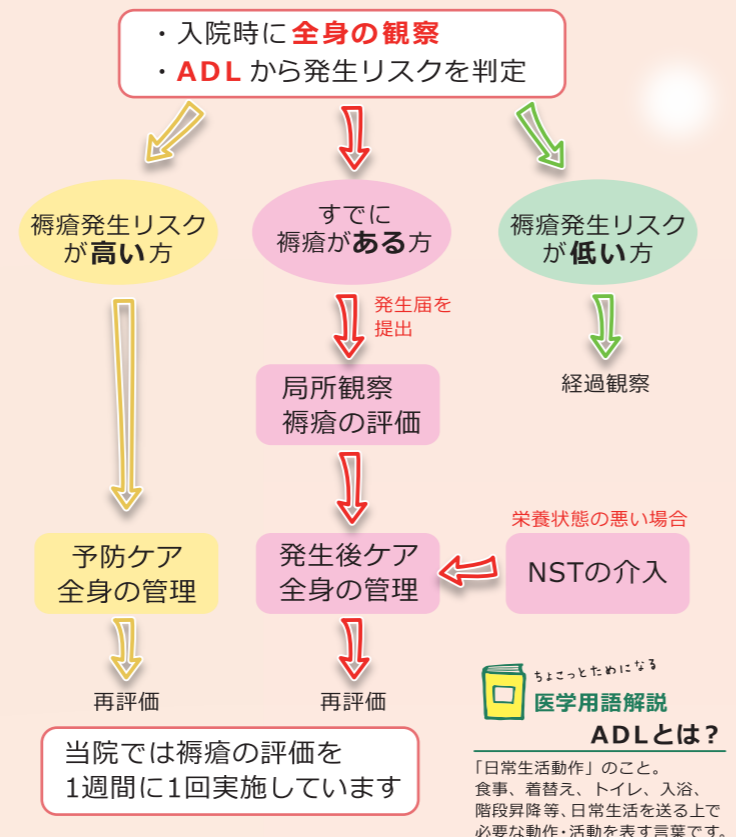 ・入院時に全身の観察
・ADLから発生リスクを判定
褥瘡発生リスク
が高い方
すでに
褥瘡がある方
褥瘡発生リスク
が低い方
発生届を
提出
経過観察
局所観察
褥瘡の評価
栄養状態の悪い場合
予防ケア
全身の管理
発生後ケア
全身の管理
NSTの介入
再評価
再評価
当院では褥瘡の評価を
1週間に1回実施しています
ちょこっとためになる
医学用語解説
ADLとは？
「日常生活動作」のこと。
食事、着替え、トイレ、入浴、
階段昇降等、日常生活を送る上で
必要な動作・活動を表す言葉です。